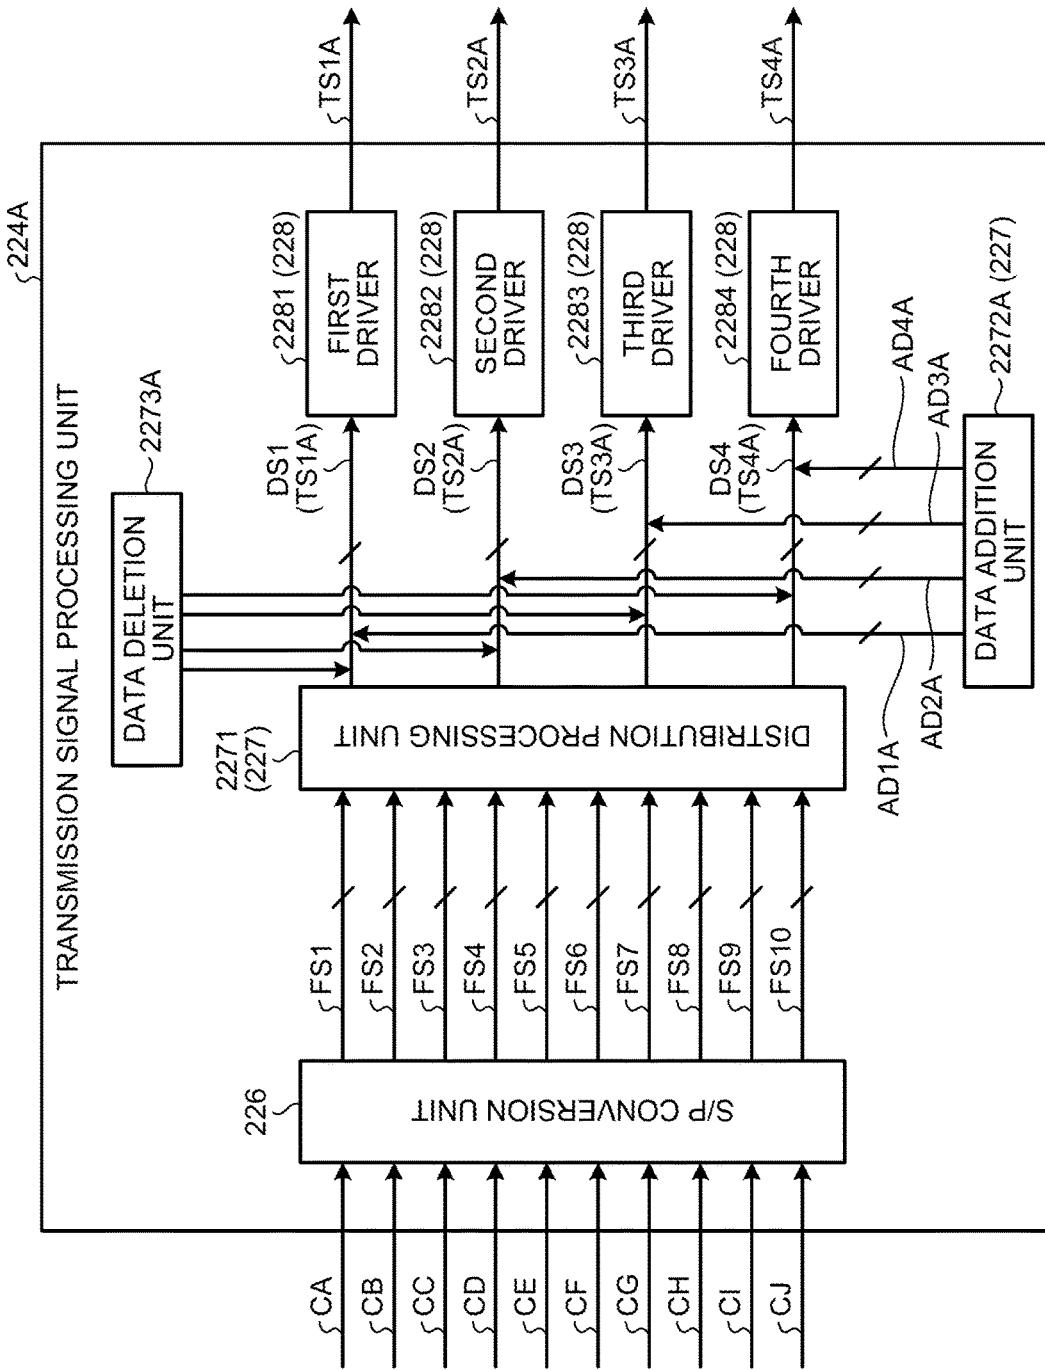 224A
TRANSMISSION SIGNAL PROCESSING UNIT
2273A
DATA DELETION
UNIT
CA
CB
CC
CD
CE
CF
CG
CH
CI
CJ
226
S/P CONVERSION UNIT
FS1
FS2
FS3
FS4
FS5
FS6
FS7
FS8
FS9
FS10
2271
(227)
DISTRIBUTION PROCESSING UNIT
DS1
(TS1A)
DS2
(TS2A)
DS3
(TS3A)
DS4
(TS4A)
2281 (228)
FIRST
DRIVER
2282 (228)
SECOND
DRIVER
2283 (228)
THIRD
DRIVER
2284 (228)
FOURTH
DRIVER
TS1A
TS2A
TS3A
TS4A
AD1A
AD2A
AD3A
AD4A
2272A (227)
DATA ADDITION
UNIT